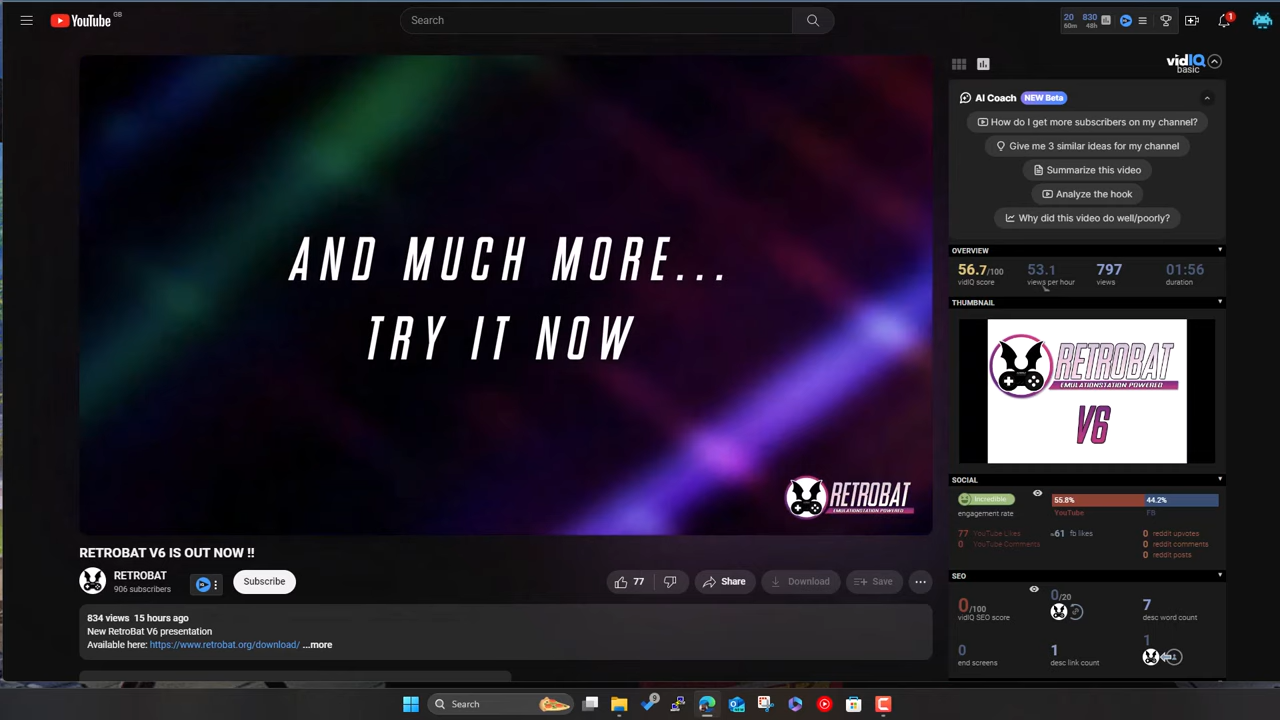 YouTube GB
Search
20 60m
830 48h
1
AND MUCH MORE...
TRY IT NOW
RETROBAT
EMULATIONSTATION POWERED
RETROBAT V6 IS OUT NOW !!
RETROBAT
906 subscribers
Subscribe
77
Share
Download
Save
834 views 15 hours ago
New RetroBat V6 presentation
Available here: https://www.retrobat.org/download/ ...more
vidIQ
basic
AI Coach NEW Beta
How do I get more subscribers on my channel?
Give me 3 similar ideas for my channel
Summarize this video
Analyze the hook
Why did this video do well/poorly?
OVERVIEW
56.7/100 53.1 797 01:56
vidIQ score views per hour views duration
THUMBNAIL
RETROBAT
EMULATIONSTATION POWERED
V6
SOCIAL
Incredible 55.8% 44.2%
engagement rate YouTube FB
77 YouTube Likes 61 fb likes 0 reddit upvotes
0 YouTube Comments 0 reddit comments
0 reddit posts
SEO
0/100 0/20 7
vidIQ SEO score desc word count
0 1 1
end screens desc link count
Search
9